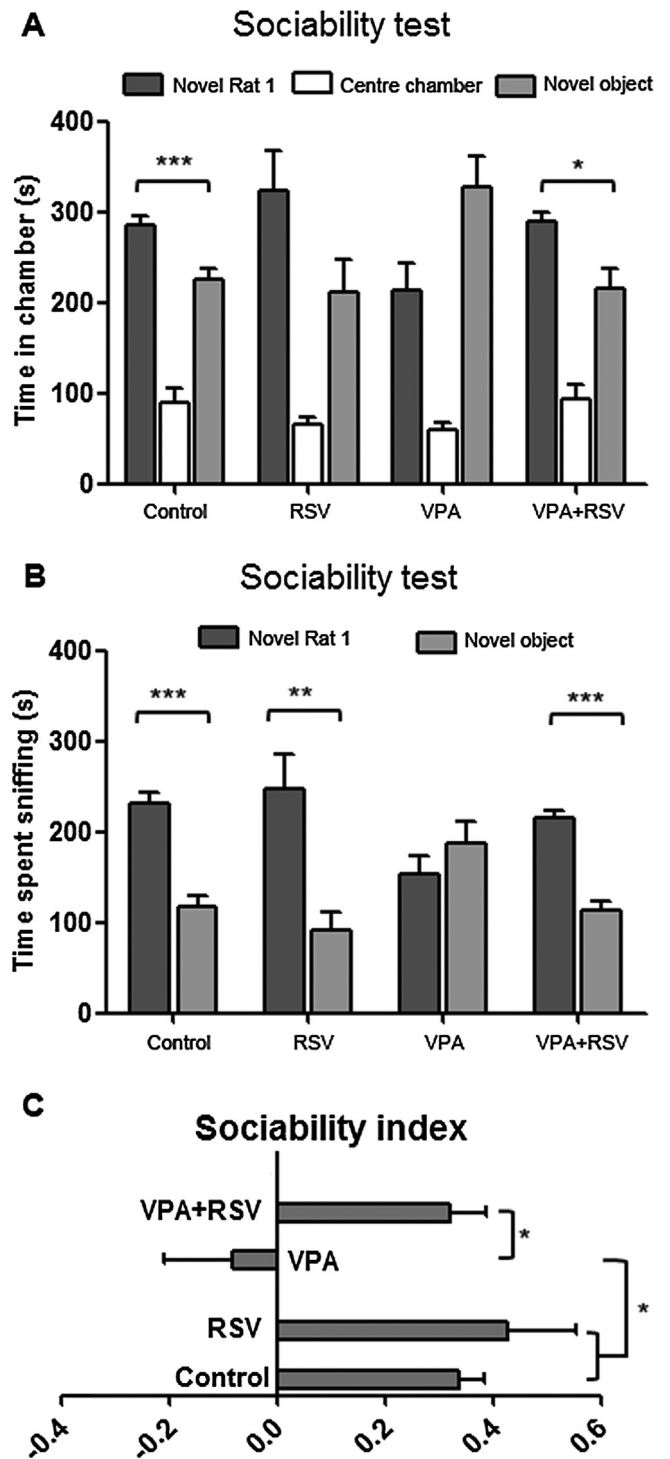 A
Sociability test
Novel Rat 1 Centre chamber Novel object
Time in chamber (s)
400
300
200
100
0
***
*
Control RSV VPA VPA+RSV
B
Sociability test
Novel Rat 1 Novel object
Time spent sniffing (s)
400
300
200
100
0
***
**
***
Control RSV VPA VPA+RSV
C
Sociability index
VPA+RSV
*
VPA
*
RSV
Control
-0.4 -0.2 0.0 0.2 0.4 0.6